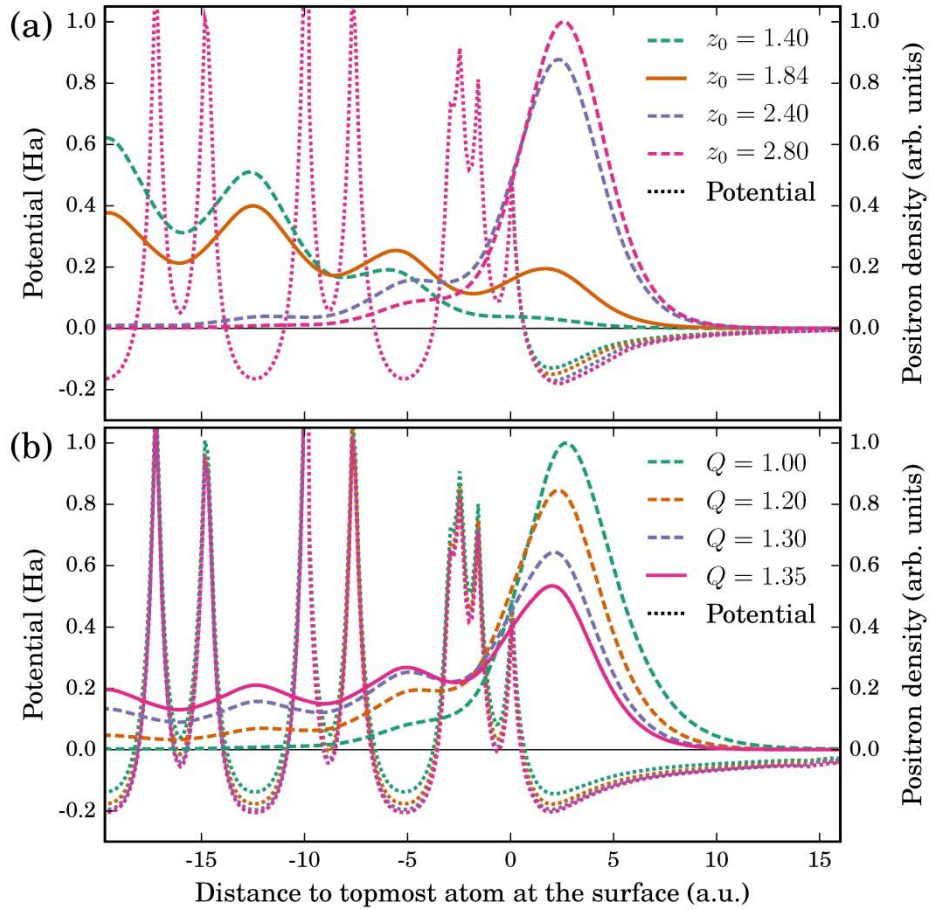 (a)
1.0
0.8
0.6
0.4
0.2
0.0
-0.2
Potential (Ha)
z₀ = 1.40
z₀ = 1.84
z₀ = 2.40
z₀ = 2.80
Potential
1.0
0.8
0.6
0.4
0.2
0.0
Positron density (arb. units)
(b)
1.0
0.8
0.6
0.4
0.2
0.0
-0.2
Potential (Ha)
Q = 1.00
Q = 1.20
Q = 1.30
Q = 1.35
Potential
1.0
0.8
0.6
0.4
0.2
0.0
Positron density (arb. units)
-15 -10 -5 0 5 10 15
Distance to topmost atom at the surface (a.u.)